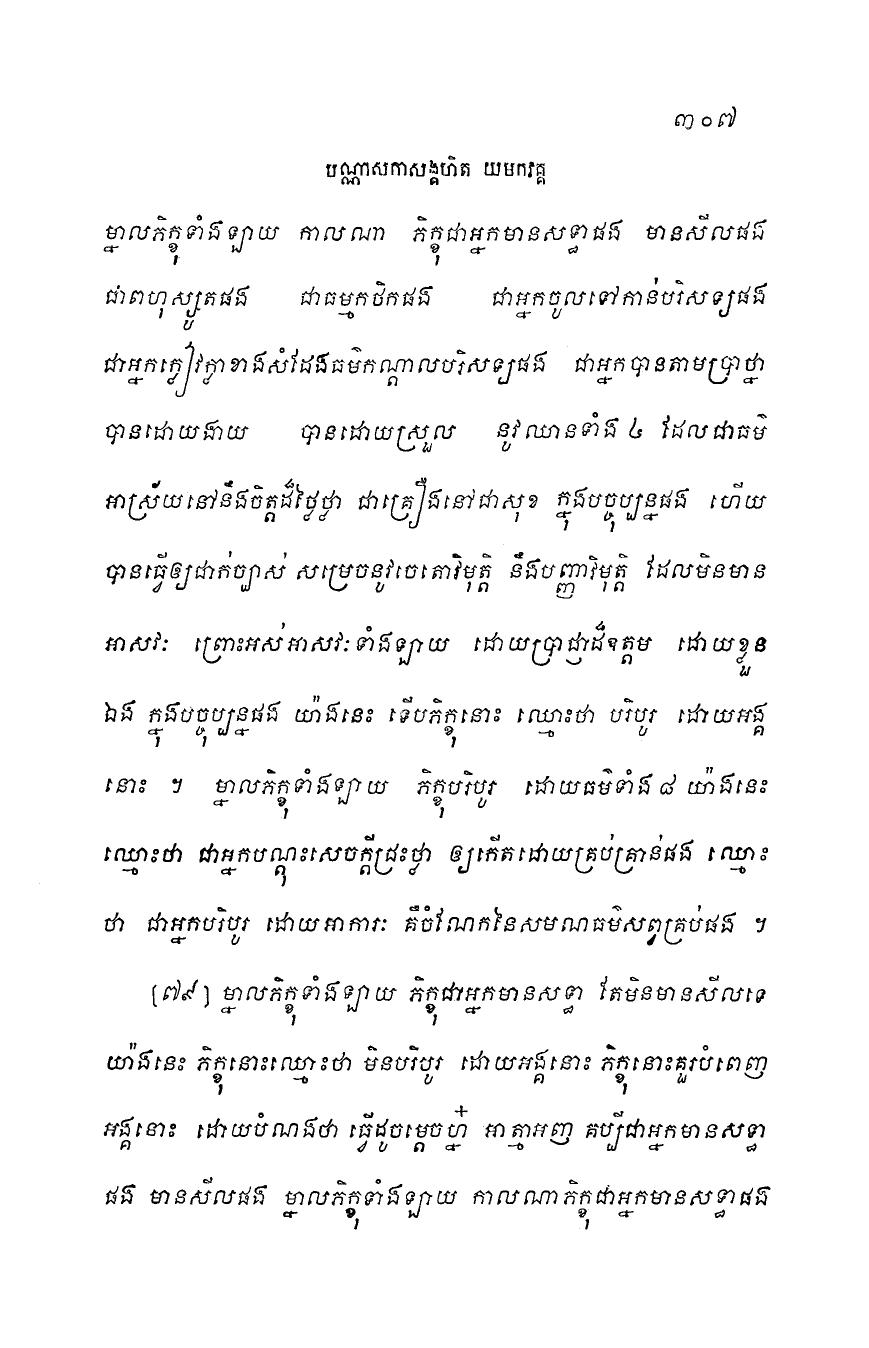 ៣០៧
បណ្ណាសកាសង្គហិត យមកវគ្គ
ម្នាលភិក្ខុទាំងឡាយ កាលណា ភិក្ខុជាអ្នកមានសទ្ធាផង មានសីលផង
ជាពហុស្សូតផង ជាធម្មកថិកផង ជាអ្នកចូលទៅកាន់បរិសទ្យផង
ជាអ្នកក្លៀវក្លាខាងសំដែងធម៌កណ្តាលបរិសទ្យផង ជាអ្នកបានតាមប្រាថ្នា
បានដោយងាយ បានដោយស្រួល នូវឈានទាំង ៤ ដែលជាធម៌
អាស្រ័យនៅនឹងចិត្តដ៏ថ្លៃថ្លា ជាគ្រឿងនៅជាសុខ ក្នុងបច្ចុប្បន្នផង ហើយ
បានធ្វើឲ្យជាក់ច្បាស់ សម្រេចនូវចេតោវិមុត្តិ នឹងបញ្ញាវិមុត្តិ ដែលមិនមាន
អាសវៈ ព្រោះអស់អាសវៈទាំងឡាយ ដោយប្រាជ្ញាដ៏ឧត្តម ដោយខ្លួន
ឯង ក្នុងបច្ចុប្បន្នផង យ៉ាងនេះ ទើបភិក្ខុនោះ ឈ្មោះថា បរិបូរ ដោយអង្គ
នោះ ។ ម្នាលភិក្ខុទាំងឡាយ ភិក្ខុបរិបូរ ដោយធម៌ទាំង ៨ យ៉ាងនេះ
ឈ្មោះថា ជាអ្នកបណ្តុះសេចក្តីជ្រះថ្លា ឲ្យកើតដោយគ្រប់គ្រាន់ផង ឈ្មោះ
ថា ជាអ្នកបរិបូរ ដោយអាការៈ គឺចំណែកនៃសមណធម៌សព្វគ្រប់ផង ។
[៧៩] ម្នាលភិក្ខុទាំងឡាយ ភិក្ខុជាអ្នកមានសទ្ធា តែមិនមានសីលទេ
យ៉ាងនេះ ភិក្ខុនោះឈ្មោះថា មិនបរិបូរ ដោយអង្គនោះ ភិក្ខុនោះគួរបំពេញ
អង្គនោះ ដោយបំណងថា ធ្វើដូចម្តេចហ្ន៎ អាត្មាអញ គប្បីជាអ្នកមានសទ្ធា
ផង មានសីលផង ម្នាលភិក្ខុទាំងឡាយ កាលណាភិក្ខុជាអ្នកមានសទ្ធាផង